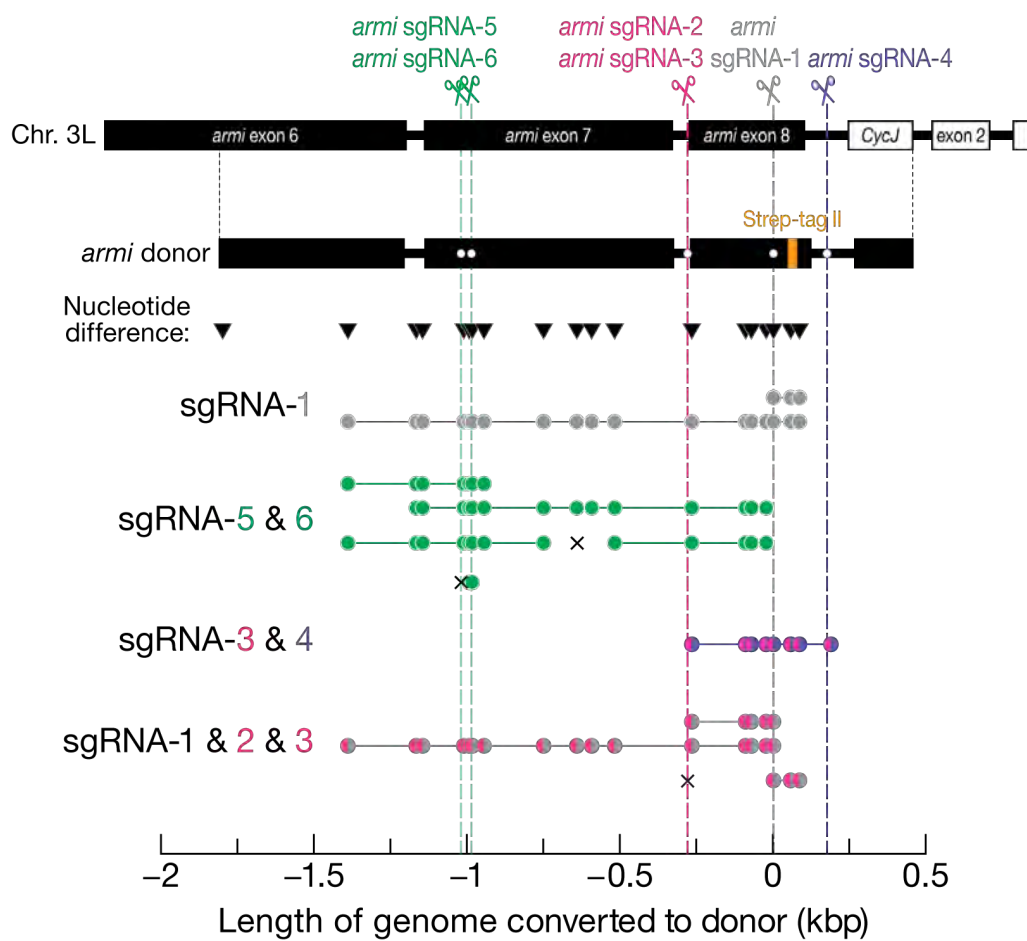 armi sgRNA-5
armi sgRNA-6
armi sgRNA-2
armi sgRNA-3
armi
sgRNA-1
armi sgRNA-4
Chr. 3L
armi exon 6
armi exon 7
armi exon 8
CycJ
exon 2
Strep-tag II
armi donor
Nucleotide
difference:
sgRNA-1
sgRNA-5 & 6
sgRNA-3 & 4
sgRNA-1 & 2 & 3
−2
−1.5
−1
−0.5
0
0.5
Length of genome converted to donor (kbp)